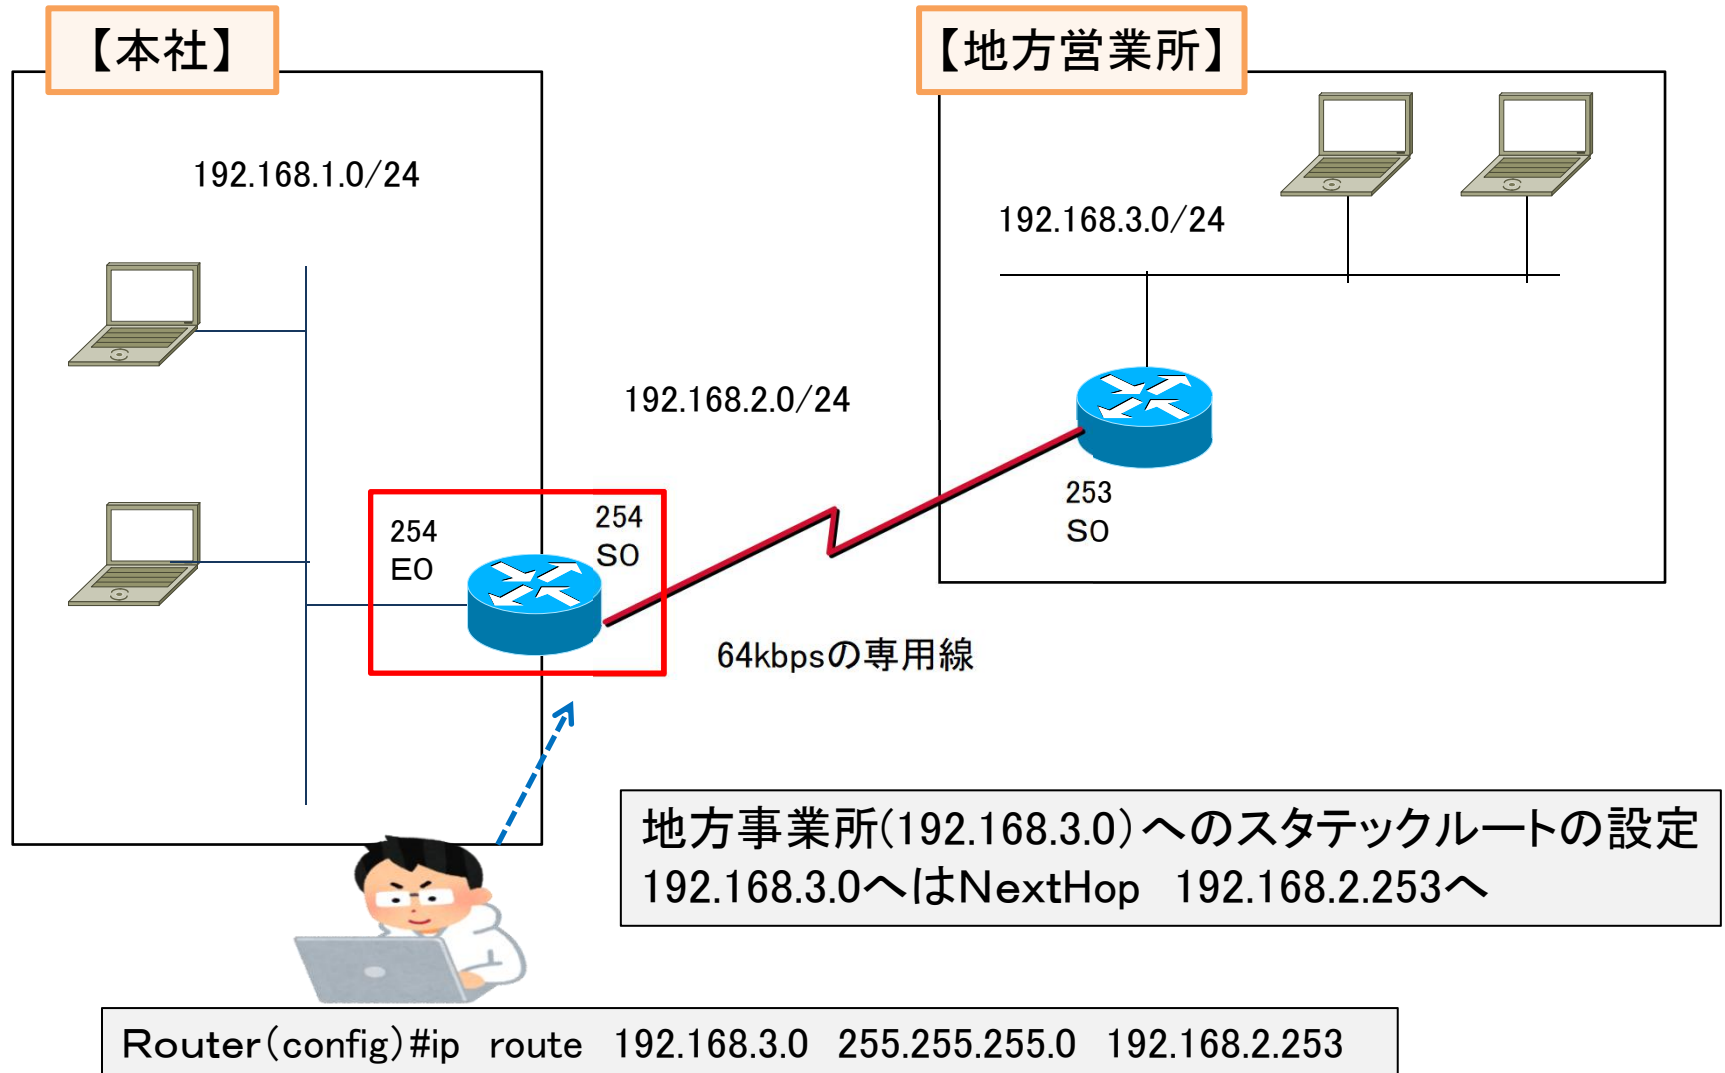 【本社】
【地方営業所】
192.168.1.0/24
192.168.3.0/24
192.168.2.0/24
254
E0
254
S0
253
S0
64kbpsの専用線
地方事業所(192.168.3.0)へのスタテックルートの設定
192.168.3.0へはNextHop　192.168.2.253へ
Router(config)#ip　route　192.168.3.0　255.255.255.0　192.168.2.253